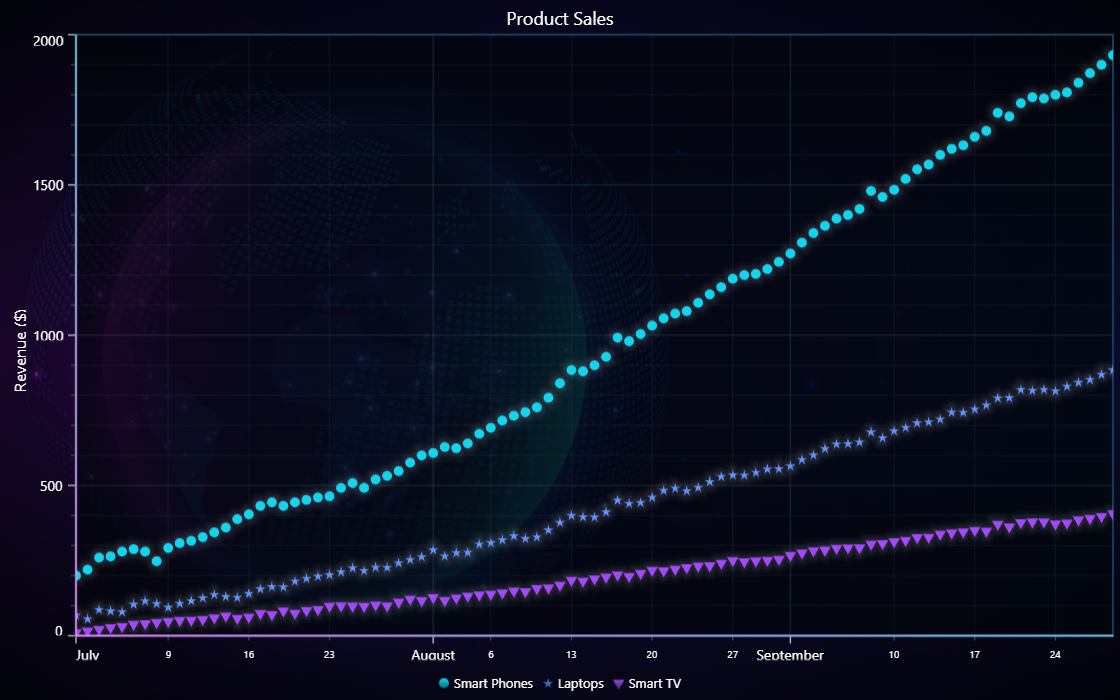 Product Sales
2000
1500
1000
500
0
Revenue ($)
July 9 16 23 August 6 13 20 27 September 10 17 24
Smart Phones Laptops Smart TV